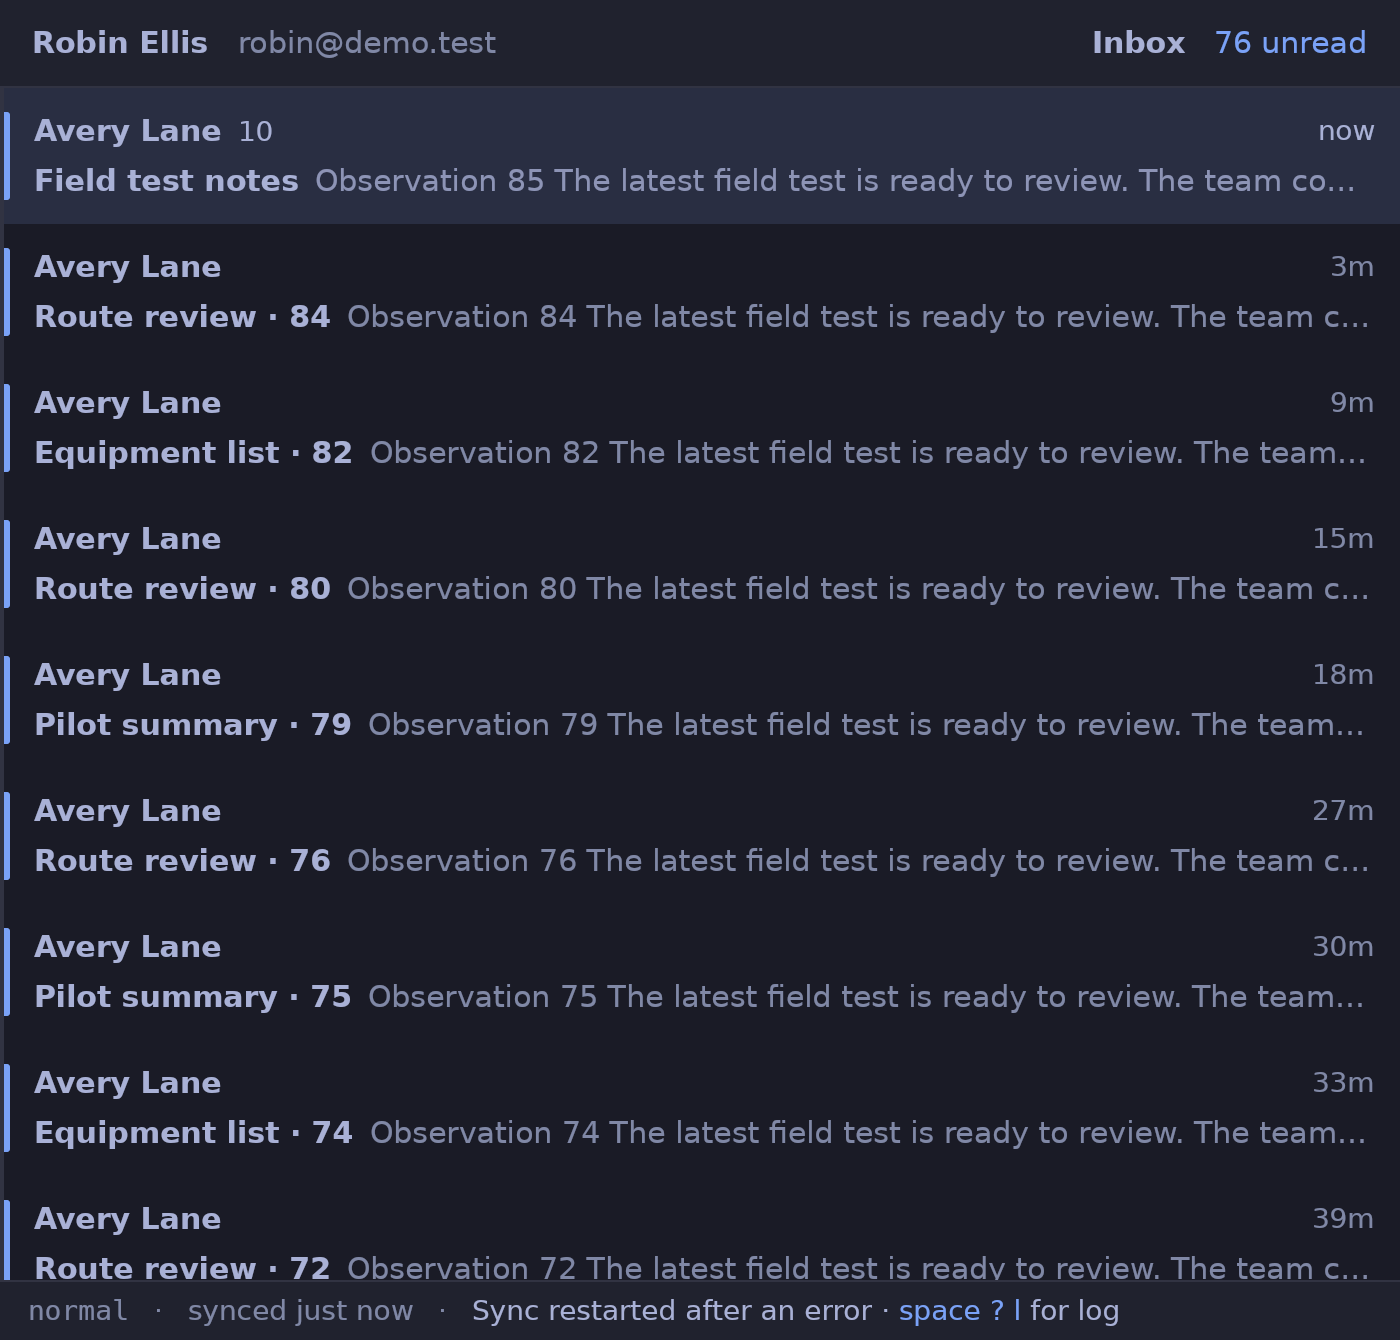 Robin Ellis robin@demo.test Inbox 76 unread
Avery Lane 10 now
Field test notes Observation 85 The latest field test is ready to review. The team co…
Avery Lane 3m
Route review · 84 Observation 84 The latest field test is ready to review. The team c…
Avery Lane 9m
Equipment list · 82 Observation 82 The latest field test is ready to review. The team…
Avery Lane 15m
Route review · 80 Observation 80 The latest field test is ready to review. The team c…
Avery Lane 18m
Pilot summary · 79 Observation 79 The latest field test is ready to review. The team…
Avery Lane 27m
Route review · 76 Observation 76 The latest field test is ready to review. The team c…
Avery Lane 30m
Pilot summary · 75 Observation 75 The latest field test is ready to review. The team…
Avery Lane 33m
Equipment list · 74 Observation 74 The latest field test is ready to review. The team…
Avery Lane 39m
Route review · 72 Observation 72 The latest field test is ready to review. The team c…
normal · synced just now · Sync restarted after an error · space ? l for log